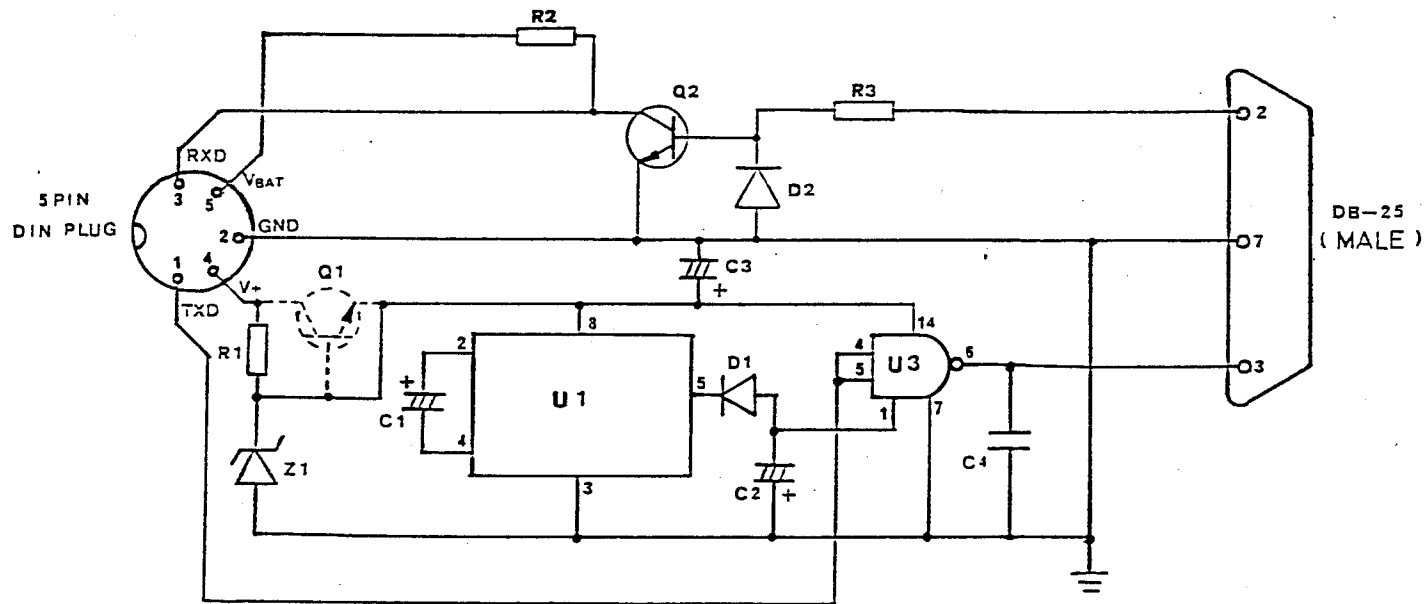 R2
Q2
R3
2
RXD
VBAT
3
5
5PIN
DIN PLUG
D2
DB-25
( MALE )
2
GND
7
1
4
C3
+
Q1
V+
TXD
8
14
R1
2
4
6
+
D1
5
U3
3
5
U1
C1
1
7
4
C4
Z1
C2
+
3